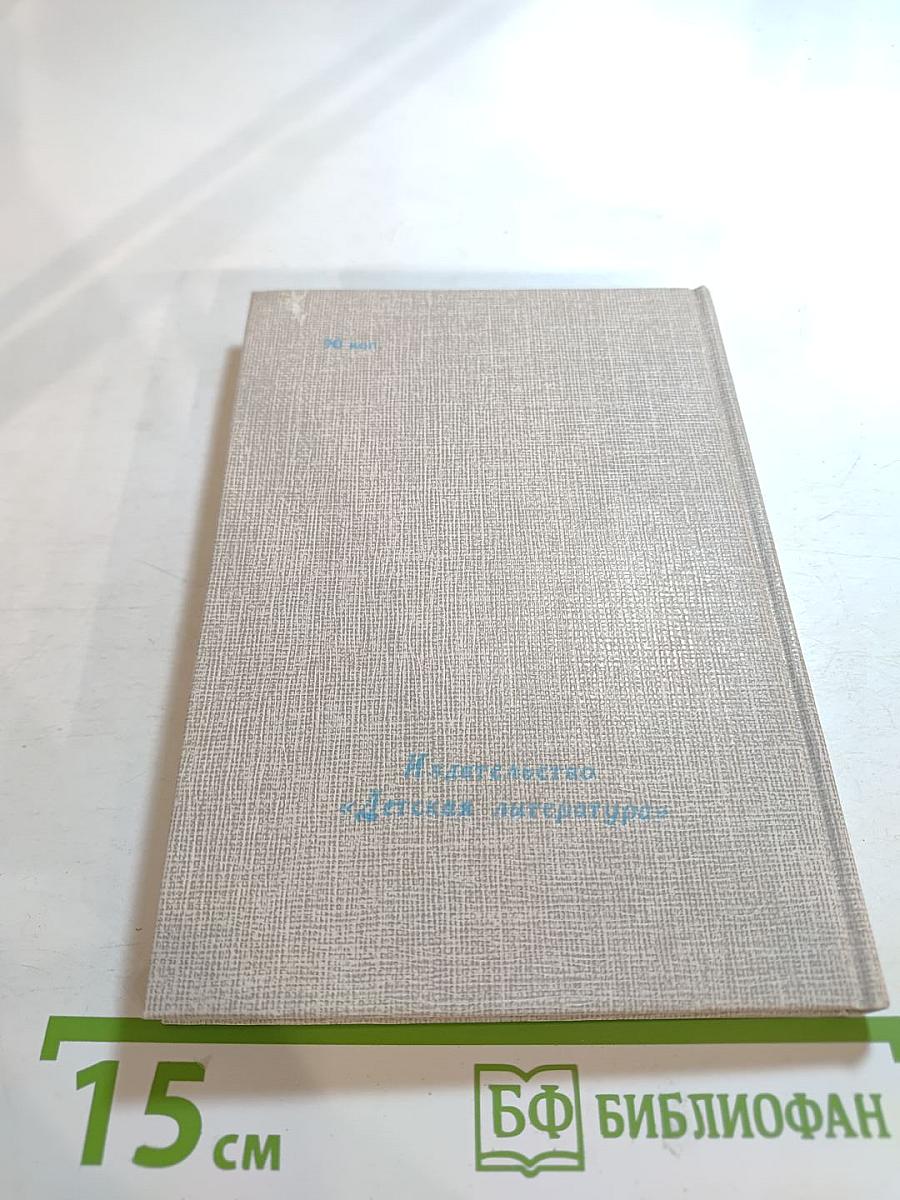 90 коп.
Издательство
«Детская литература»
15 см
БФ БИБЛИОФАН